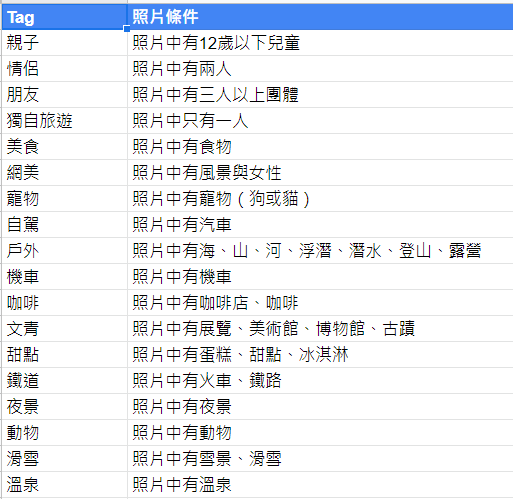 Tag 照片條件
親子 照片中有12歲以下兒童
情侶 照片中有兩人
朋友 照片中有三人以上團體
獨自旅遊 照片中只有一人
美食 照片中有食物
網美 照片中有風景與女性
寵物 照片中有寵物（狗或貓）
自駕 照片中有汽車
戶外 照片中有海、山、河、浮潛、潛水、登山、露營
機車 照片中有機車
咖啡 照片中有咖啡店、咖啡
文青 照片中有展覽、美術館、博物館、古蹟
甜點 照片中有蛋糕、甜點、冰淇淋
鐵道 照片中有火車、鐵路
夜景 照片中有夜景
動物 照片中有動物
滑雪 照片中有雪景、滑雪
溫泉 照片中有溫泉